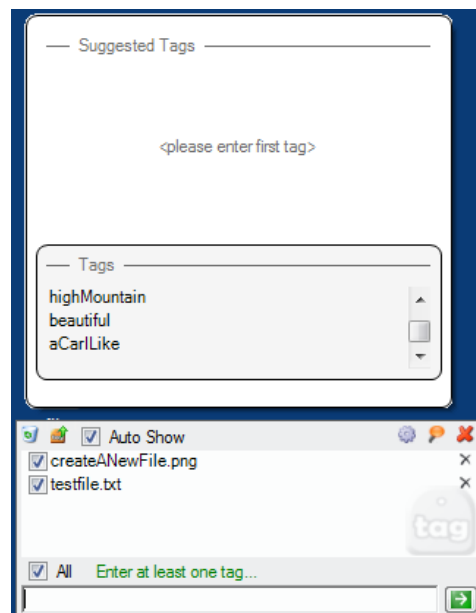 Suggested Tags
<please enter first tag>
Tags
highMountain
beautiful
aCarILike
Auto Show
createANewFile.png
testfile.txt
tag
All Enter at least one tag...